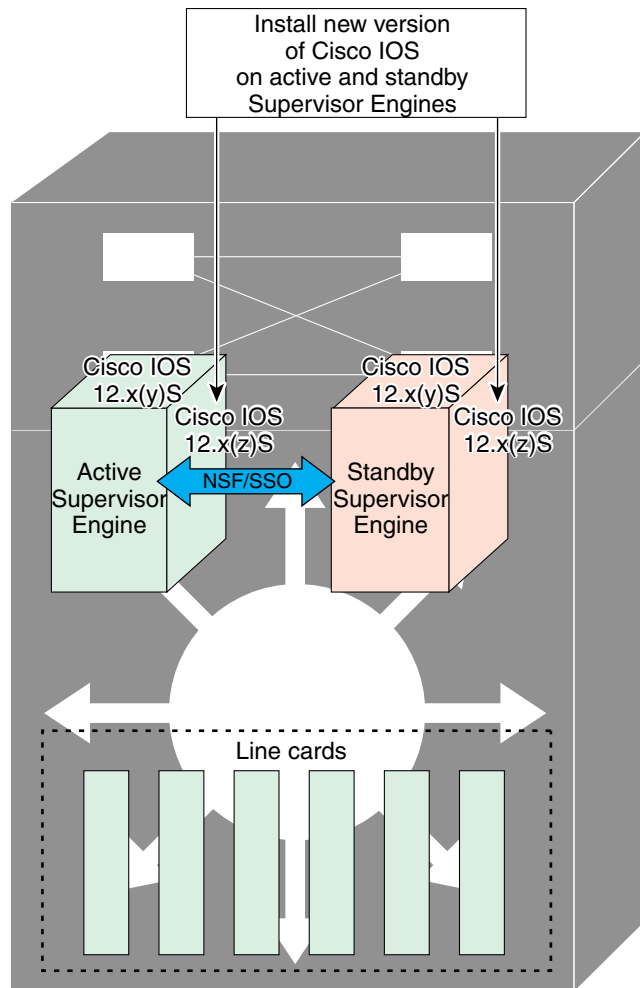 Install new version
of Cisco IOS
on active and standby
Supervisor Engines
Cisco IOS
12.x(y)S
Cisco IOS
12.x(z)S
Cisco IOS
12.x(y)S
Cisco IOS
12.x(z)S
Active
Supervisor
Engine
NSF/SSO
Standby
Supervisor
Engine
Line cards